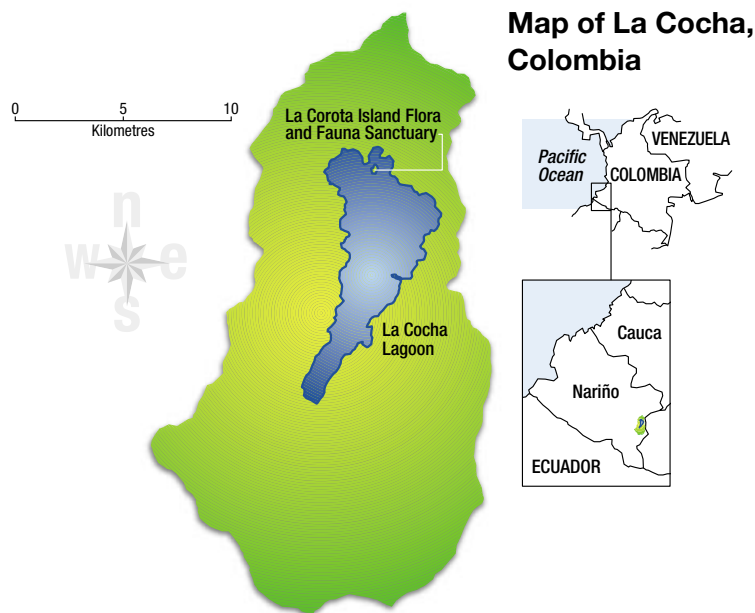 Map of La Cocha,
Colombia
0
5
10
Kilometres
La Corota Island Flora
and Fauna Sanctuary
n
w
e
s
La Cocha
Lagoon
Pacific
Ocean
VENEZUELA
COLOMBIA
Cauca
Nariño
ECUADOR